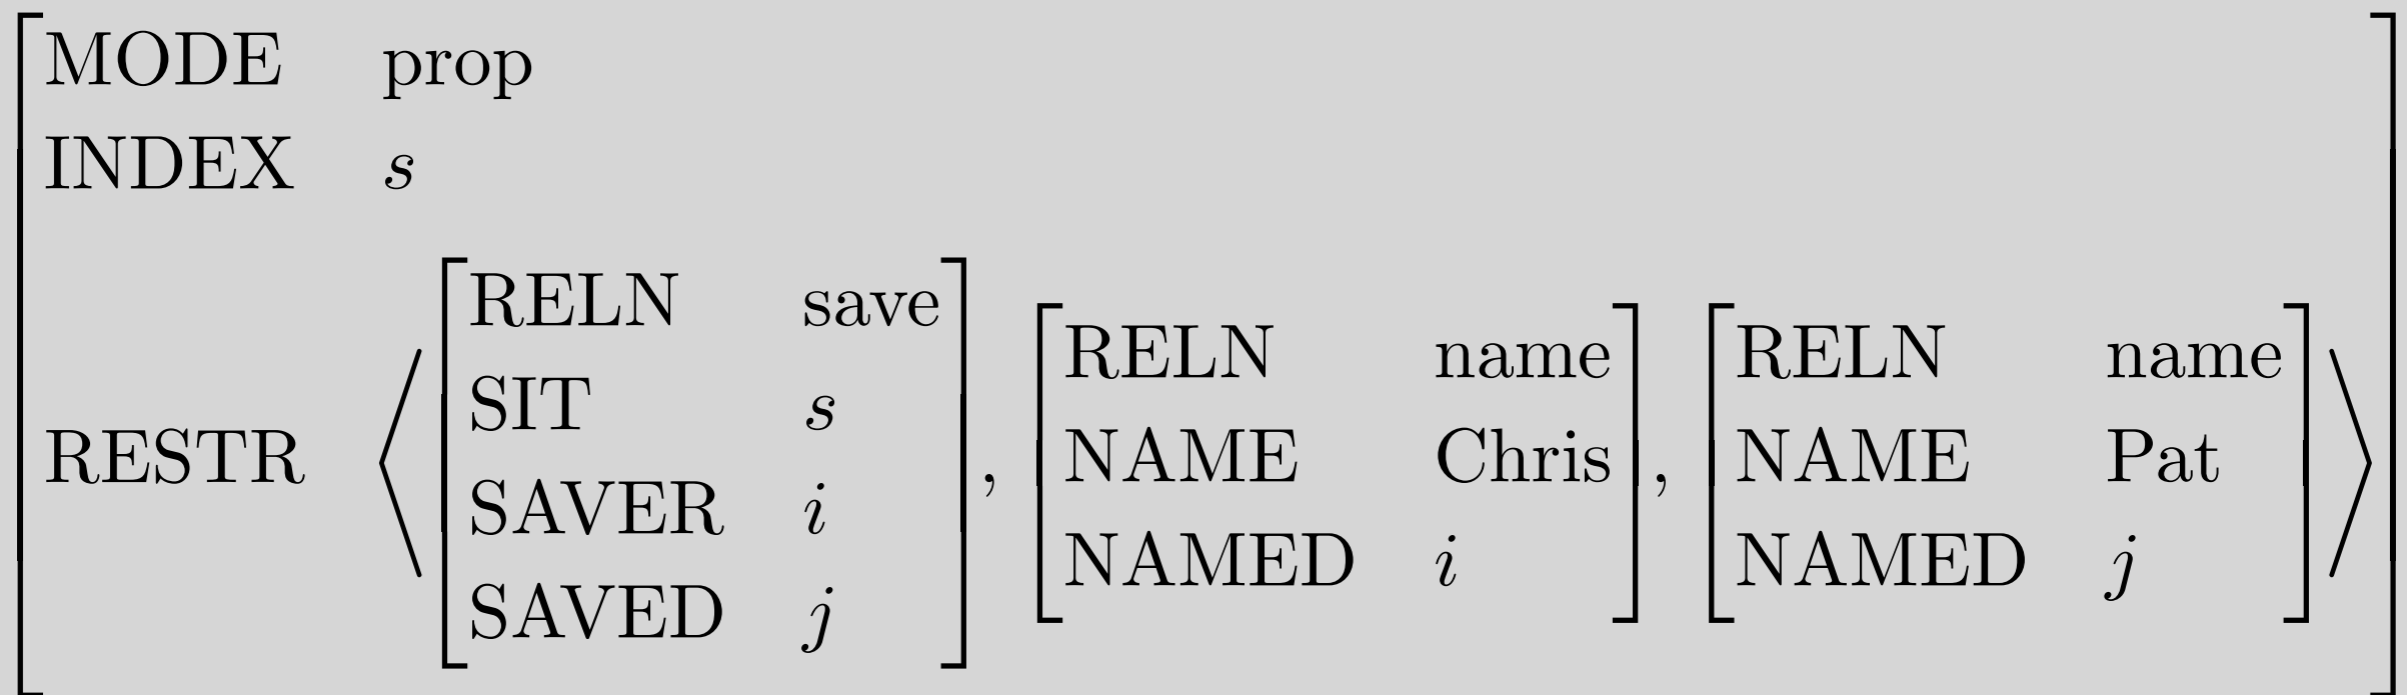 MODE prop
INDEX s
RELN save
SIT s
SAVER i
SAVED j
RESTR 〈 , , 〉
RELN name
NAME Chris
NAMED i
RELN name
NAME Pat
NAMED j